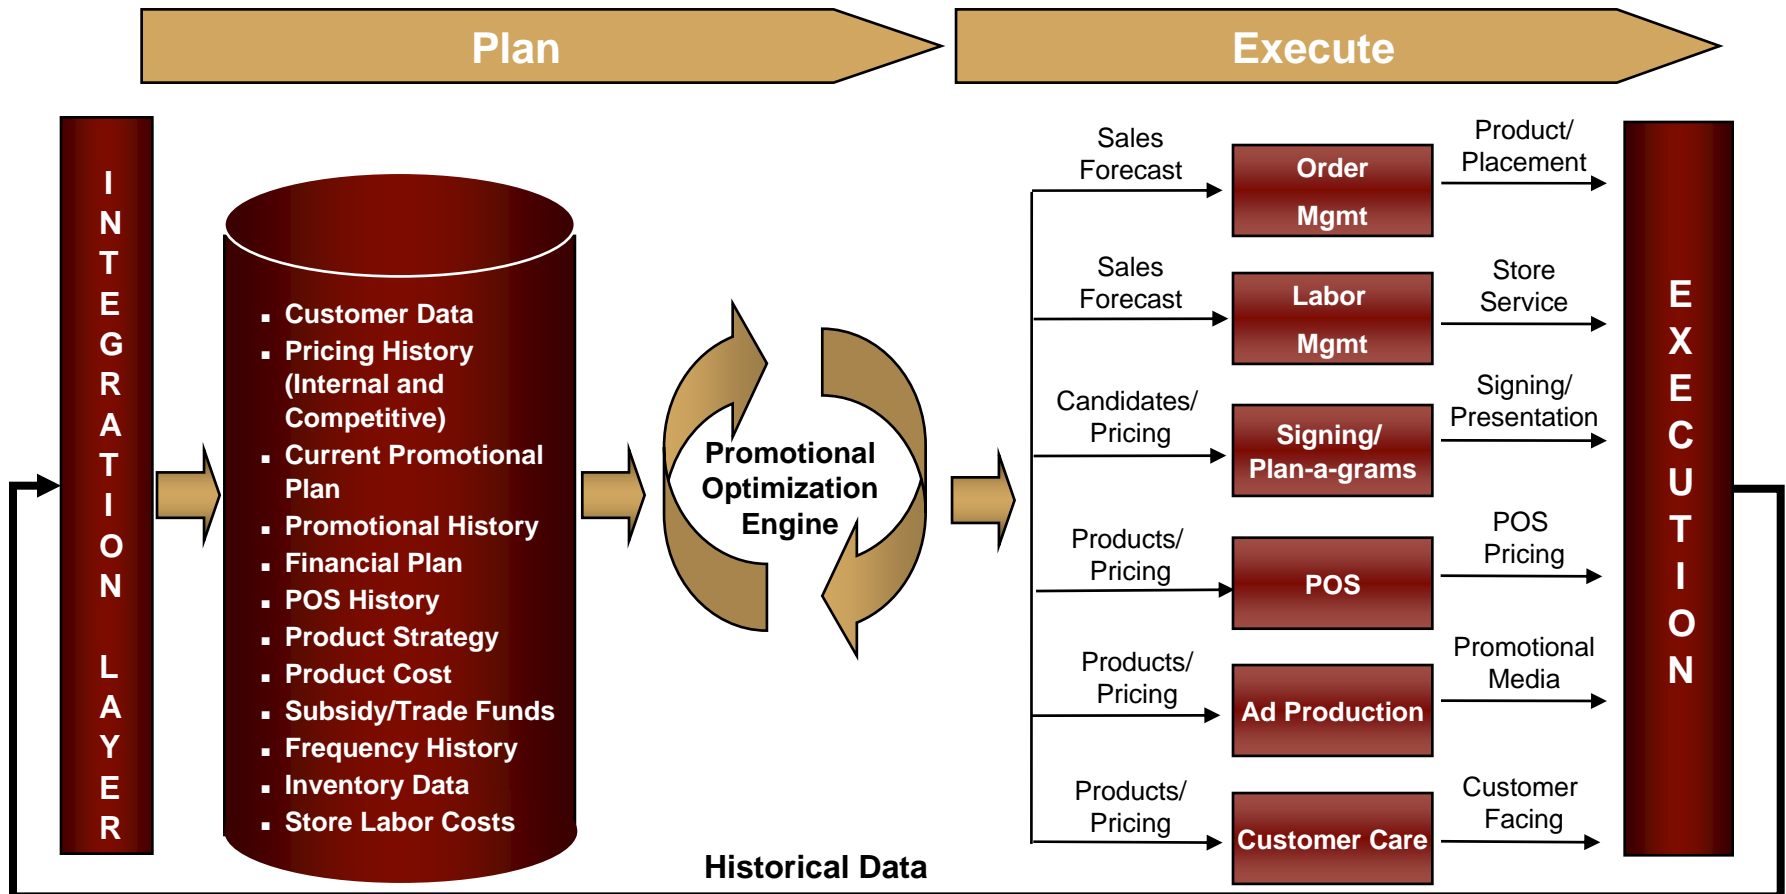 Plan
Execute
INTEGRATION LAYER
▪ Customer Data
▪ Pricing History
(Internal and
Competitive)
▪ Current Promotional
Plan
▪ Promotional History
▪ Financial Plan
▪ POS History
▪ Product Strategy
▪ Product Cost
▪ Subsidy/Trade Funds
▪ Frequency History
▪ Inventory Data
▪ Store Labor Costs
Promotional
Optimization
Engine
Sales
Forecast
Order
Mgmt
Product/
Placement
Sales
Forecast
Labor
Mgmt
Store
Service
Candidates/
Pricing
Signing/
Plan-a-grams
Signing/
Presentation
Products/
Pricing
POS
POS
Pricing
Products/
Pricing
Ad Production
Promotional
Media
Products/
Pricing
Customer Care
Customer
Facing
EXECUTION
Historical Data